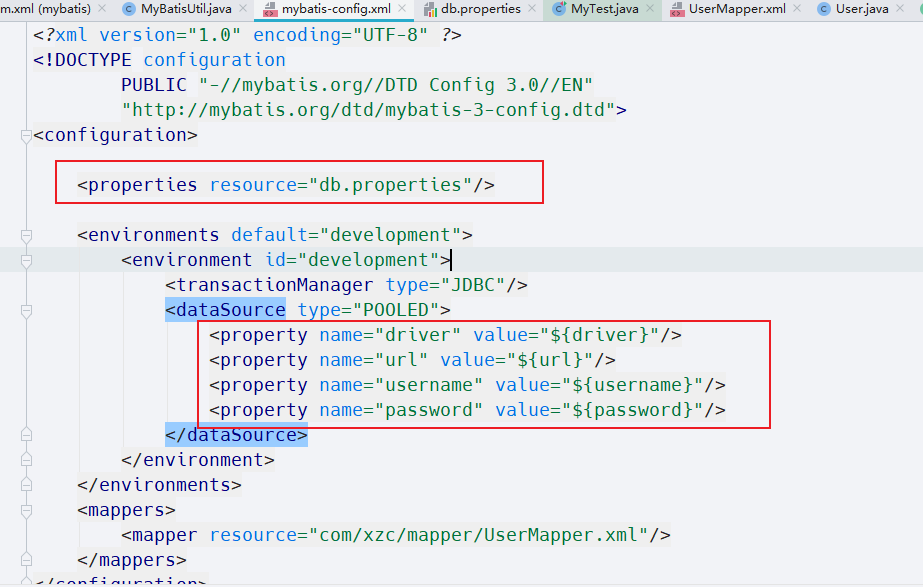 m.xml (mybatis) MyBatisUtil.java mybatis-config.xml db.properties MyTest.java UserMapper.xml User.java
<?xml version="1.0" encoding="UTF-8" ?>
<!DOCTYPE configuration
        PUBLIC "-//mybatis.org//DTD Config 3.0//EN"
        "http://mybatis.org/dtd/mybatis-3-config.dtd">
<configuration>
    <properties resource="db.properties"/>
    <environments default="development">
        <environment id="development">
            <transactionManager type="JDBC"/>
            <dataSource type="POOLED">
                <property name="driver" value="${driver}"/>
                <property name="url" value="${url}"/>
                <property name="username" value="${username}"/>
                <property name="password" value="${password}"/>
            </dataSource>
        </environment>
    </environments>
    <mappers>
        <mapper resource="com/xzc/mapper/UserMapper.xml"/>
    </mappers>
</configuration>